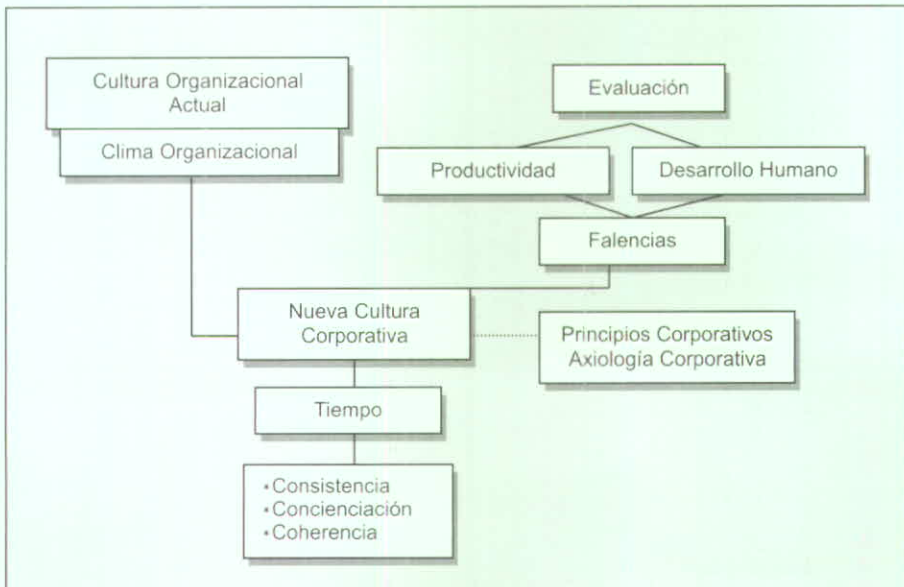 Cultura Organizacional
Actual
Clima Organizacional
Evaluación
Productividad
Desarrollo Humano
Falencias
Nueva Cultura
Corporativa
Principios Corporativos
Axiología Corporativa
Tiempo
• Consistencia
• Concienciación
• Coherencia